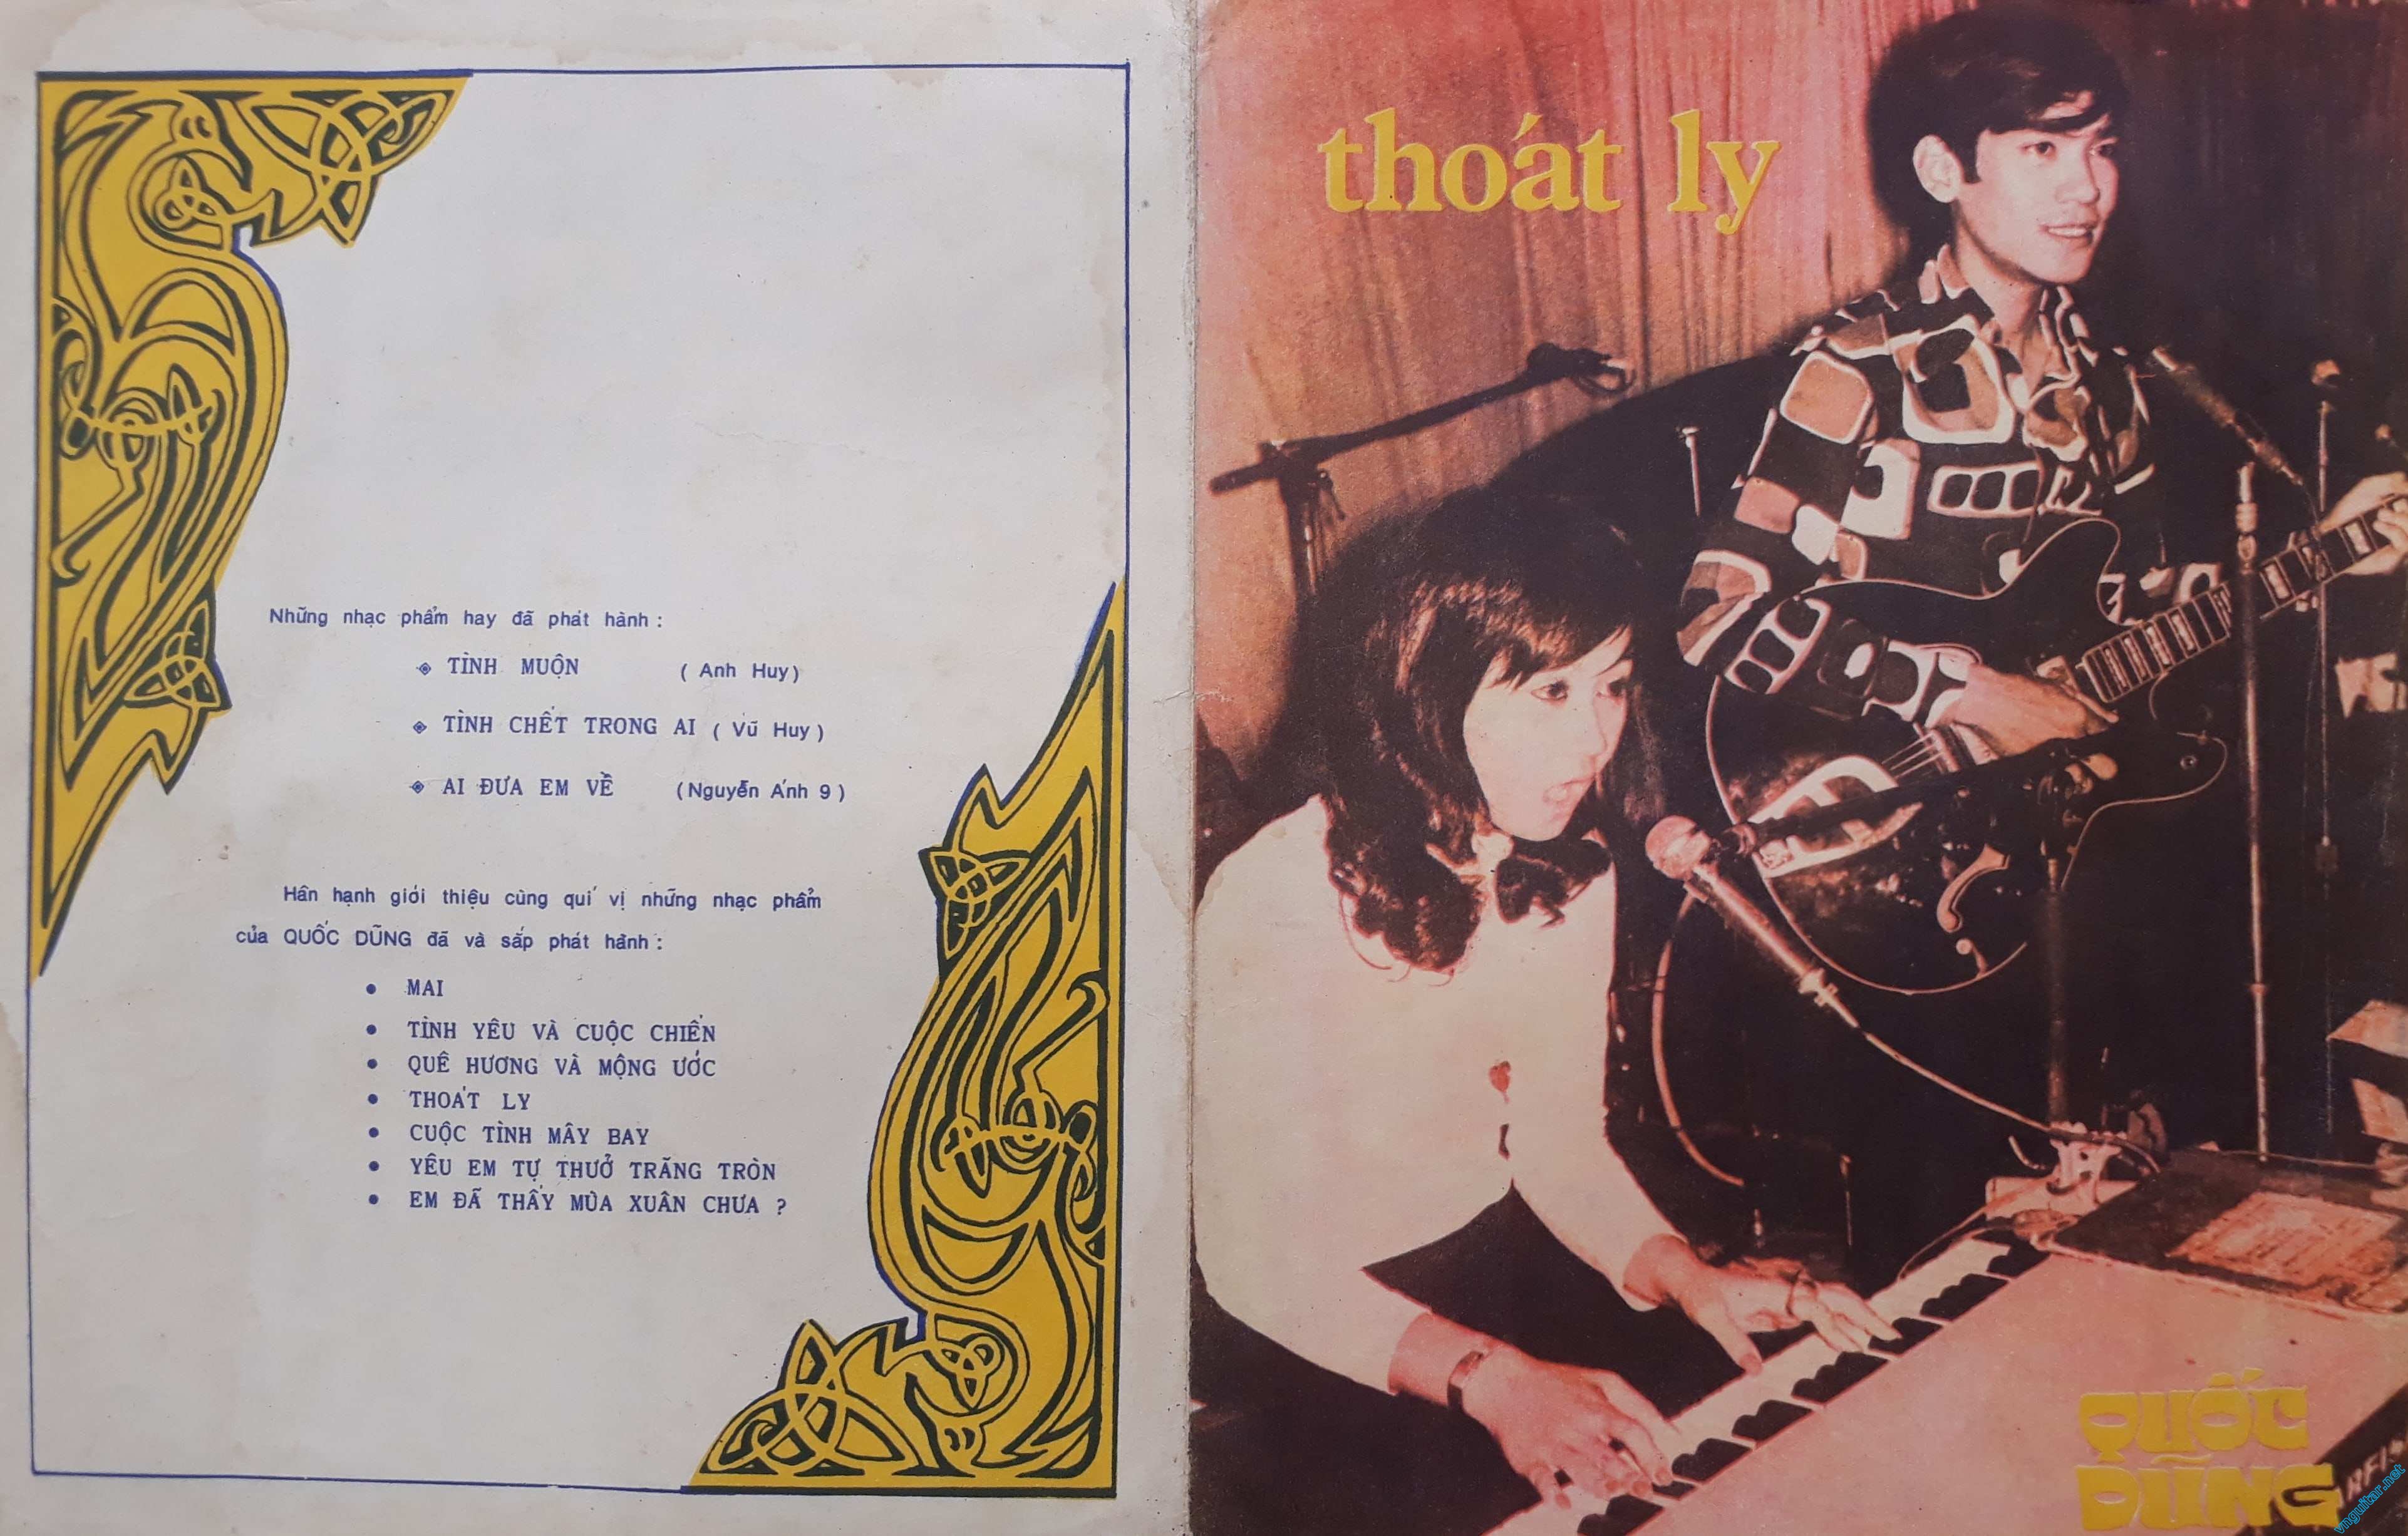 Những nhạc phẩm hay đã phát hành :
TÌNH MUỘN ( Anh Huy)
TÌNH CHẾT TRONG AI ( Vũ Huy )
AI ĐƯA EM VỀ (Nguyễn Ánh 9 )
Hân hạnh giới thiệu cùng quí vị những nhạc phẩm
của QUỐC DŨNG đã và sắp phát hành :
• MAI
• TÌNH YÊU VÀ CUỘC CHIẾN
• QUÊ HƯƠNG VÀ MỘNG ƯỚC
• THOÁT LY
• CUỘC TÌNH MÂY BAY
• YÊU EM TỰ THUỞ TRĂNG TRÒN
• EM ĐÃ THẤY MÙA XUÂN CHƯA ?
thoát ly
QUỐC
DŨNG
vnguitar.net